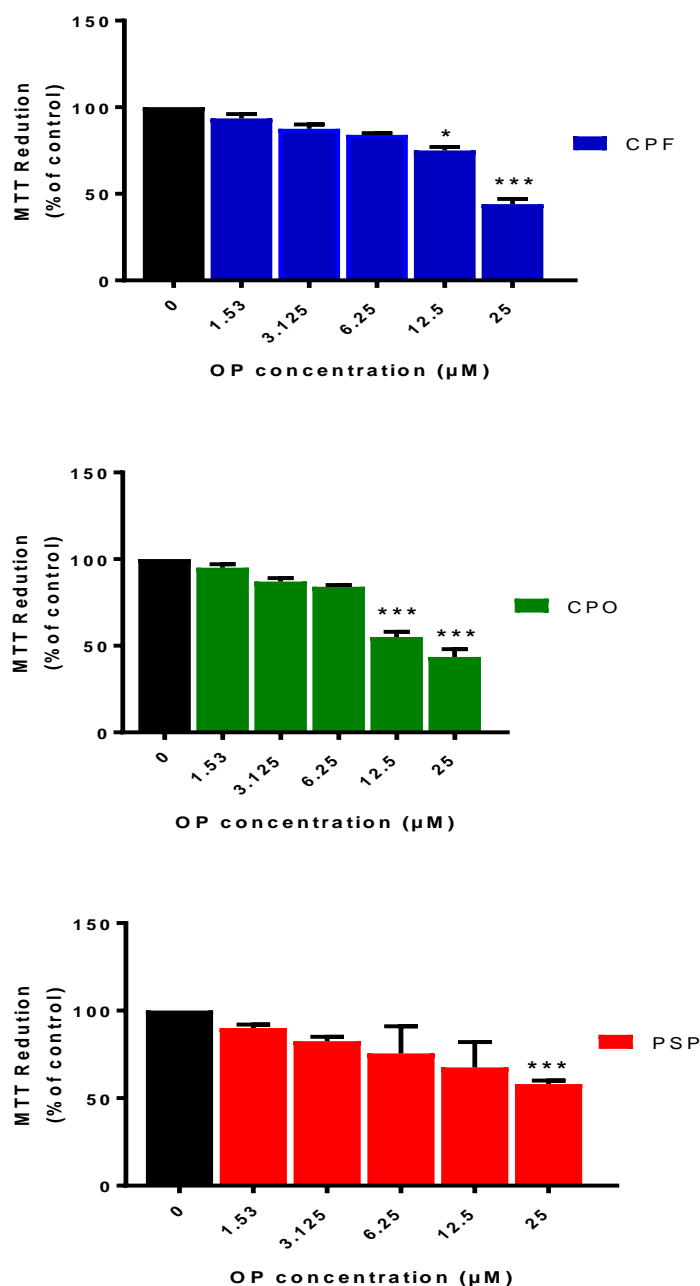 150
100
50
0
MTT Redution
(% of control)
*
***
CPF
0
1.53
3.125
6.25
12.5
25
OP concentration (µM)
150
100
50
0
MTT Redution
(% of control)
***
***
CPO
0
1.53
3.125
6.25
12.5
25
OP concentration (µM)
150
100
50
0
MTT Redution
(% of control)
***
PSP
0
1.53
3.125
6.25
12.5
25
OP concentration (µM)